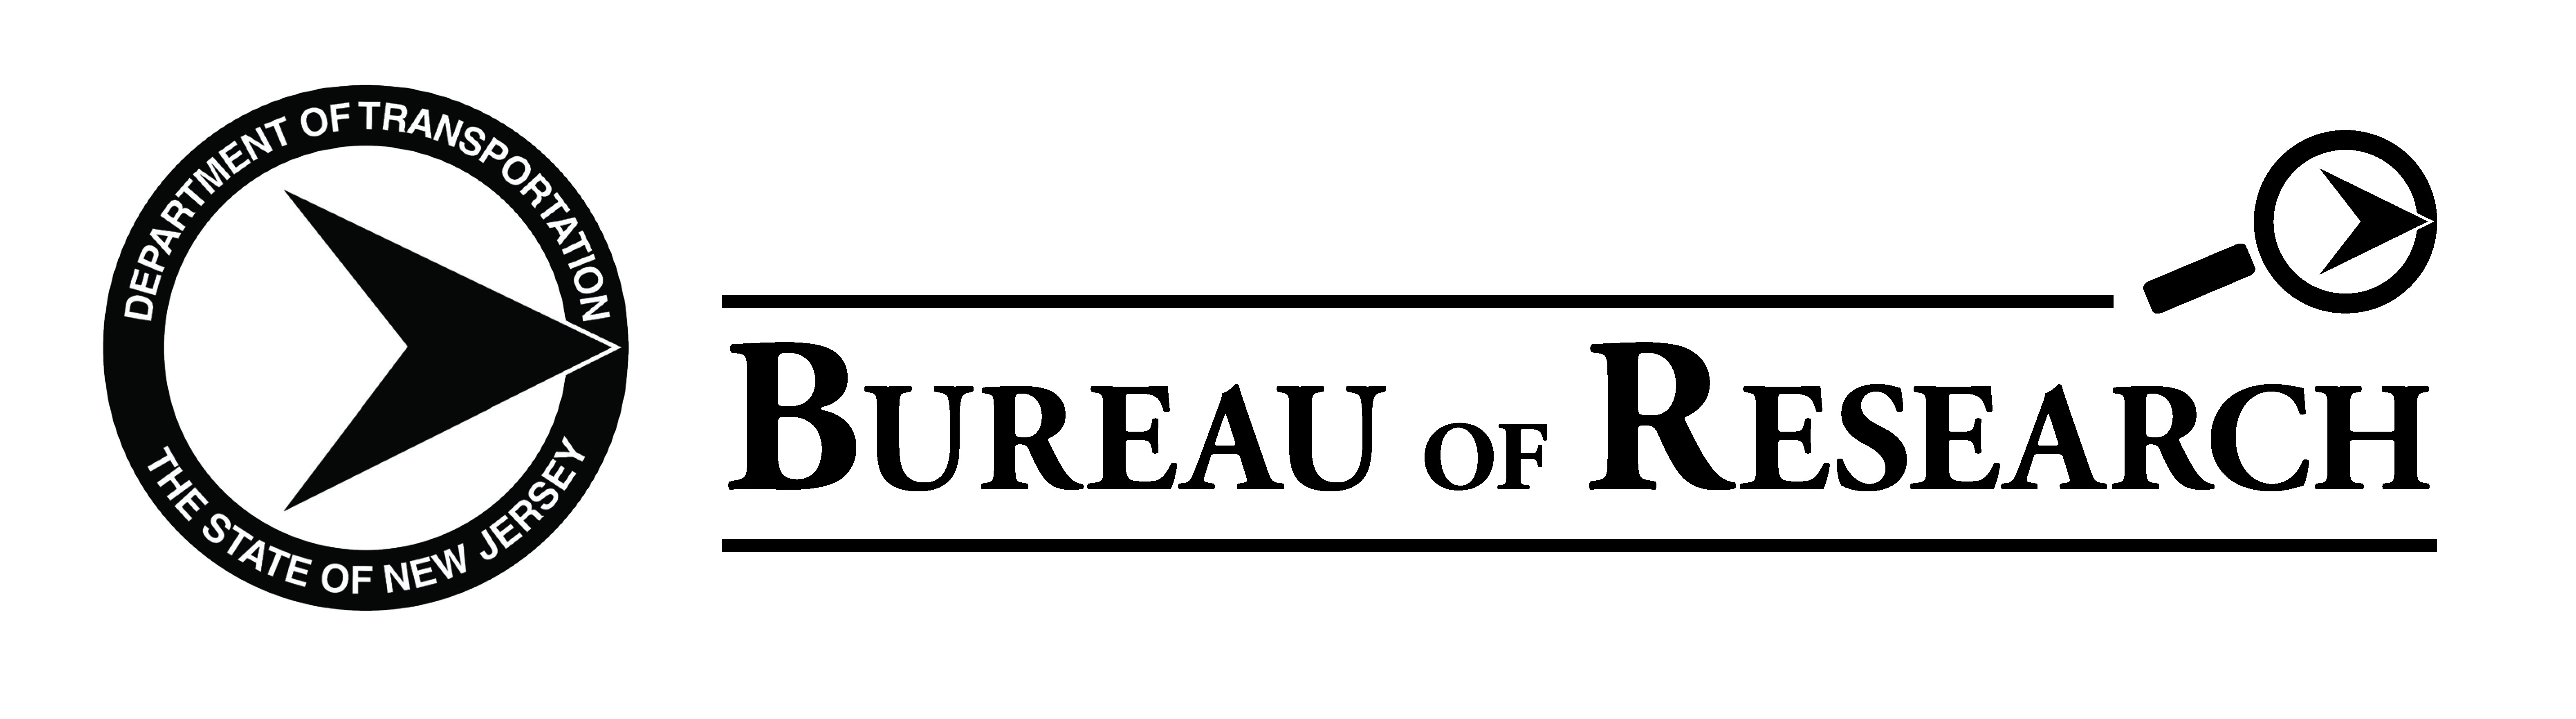 DEPARTMENT OF TRANSPORTATION
THE STATE OF NEW JERSEY
BUREAU OF RESEARCH